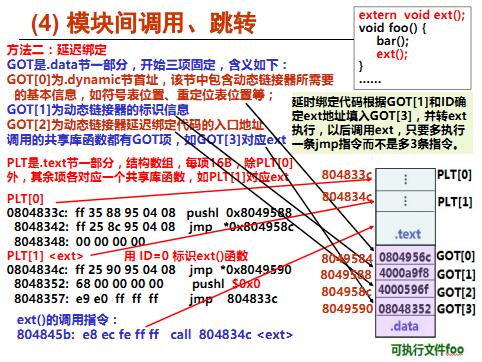 (4) 模块间调用、跳转
extern void ext();
void foo() {
bar();
ext();
}
……
方法二：延迟绑定
GOT是.data节一部分，开始三项固定，含义如下：
GOT[0]为.dynamic节首址，该节中包含动态链接器所需要
的基本信息，如符号表位置、重定位表位置等；
GOT[1]为动态链接器的标识信息
GOT[2]为动态链接器延迟绑定代码的入口地址
调用的共享库函数都有GOT项，如GOT[3]对应ext
延时绑定代码根据GOT[1]和ID确
定ext地址填入GOT[3]，并转ext
执行，以后调用ext，只要多执行
一条jmp指令而不是多3条指令。
PLT是.text节一部分，结构数组，每项16B，除PLT[0]
外，其余项各对应一个共享库函数，如PLT[1]对应ext
PLT[0]
0804833c: ff 35 88 95 04 08 pushl 0x8049588
8048342: ff 25 8c 95 04 08 jmp *0x804958c
8048348: 00 00 00 00
PLT[1] <ext> 用 ID=0 标识ext()函数
0804834c: ff 25 90 95 04 08 jmp *0x8049590
8048352: 68 00 00 00 00 pushl $0x0
8048357: e9 e0 ff ff ff jmp 804833c
ext()的调用指令：
804845b: e8 ec fe ff ff call 804834c <ext>
804833c ⋮ PLT[0]
804834c ⋮ PLT[1]
.text
8049584 0804956c GOT[0]
8049588 4000a9f8 GOT[1]
804958c 4000596f GOT[2]
8049590 08048352 GOT[3]
.data
可执行文件foo